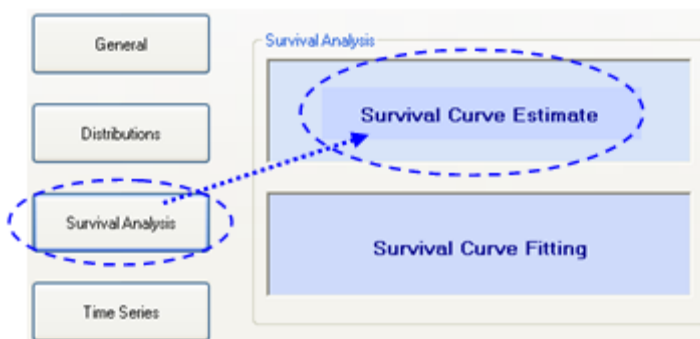 General
Distributions
Survival Analysis
Time Series
Survival Analysis
Survival Curve Estimate
Survival Curve Fitting